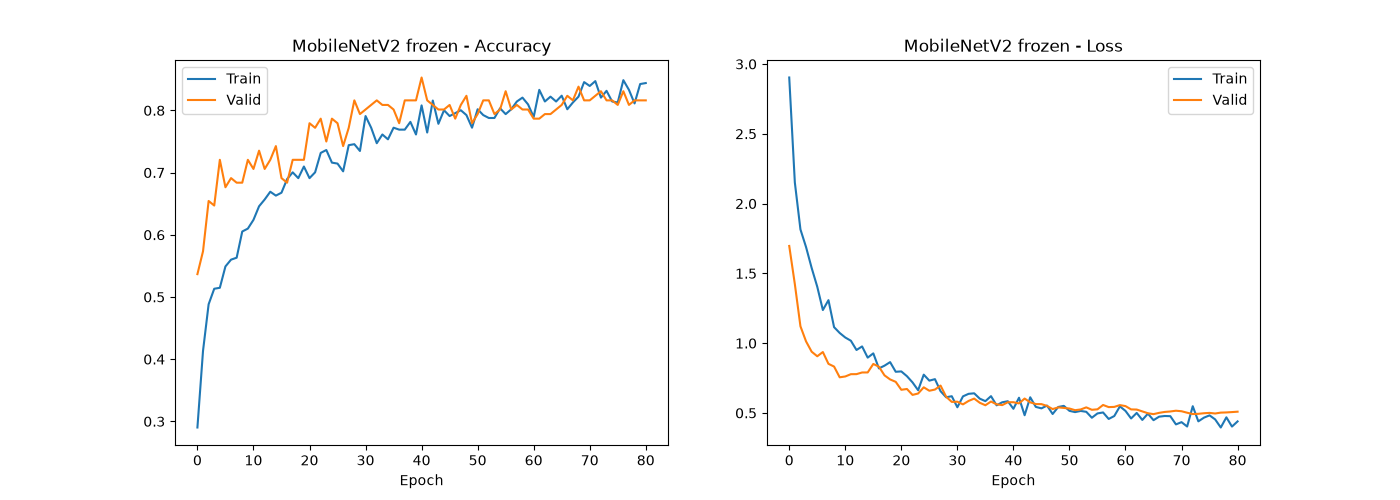 MobileNetV2 frozen - Accuracy
Train
Valid
0.8
0.7
0.6
0.5
0.4
0.3
0 10 20 30 40 50 60 70 80
Epoch
MobileNetV2 frozen - Loss
Train
Valid
3.0
2.5
2.0
1.5
1.0
0.5
0 10 20 30 40 50 60 70 80
Epoch